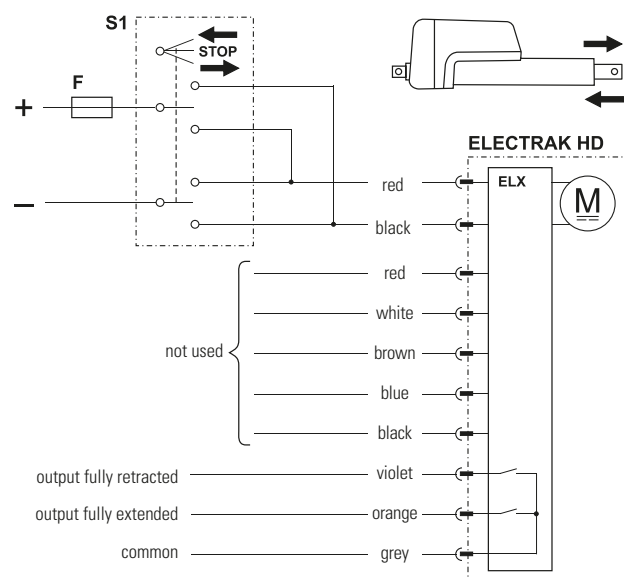 S1
STOP
F
+
–
ELECTRAK HD
ELX
M
red
black
red
white
not used
brown
blue
black
output fully retracted violet
output fully extended orange
common grey